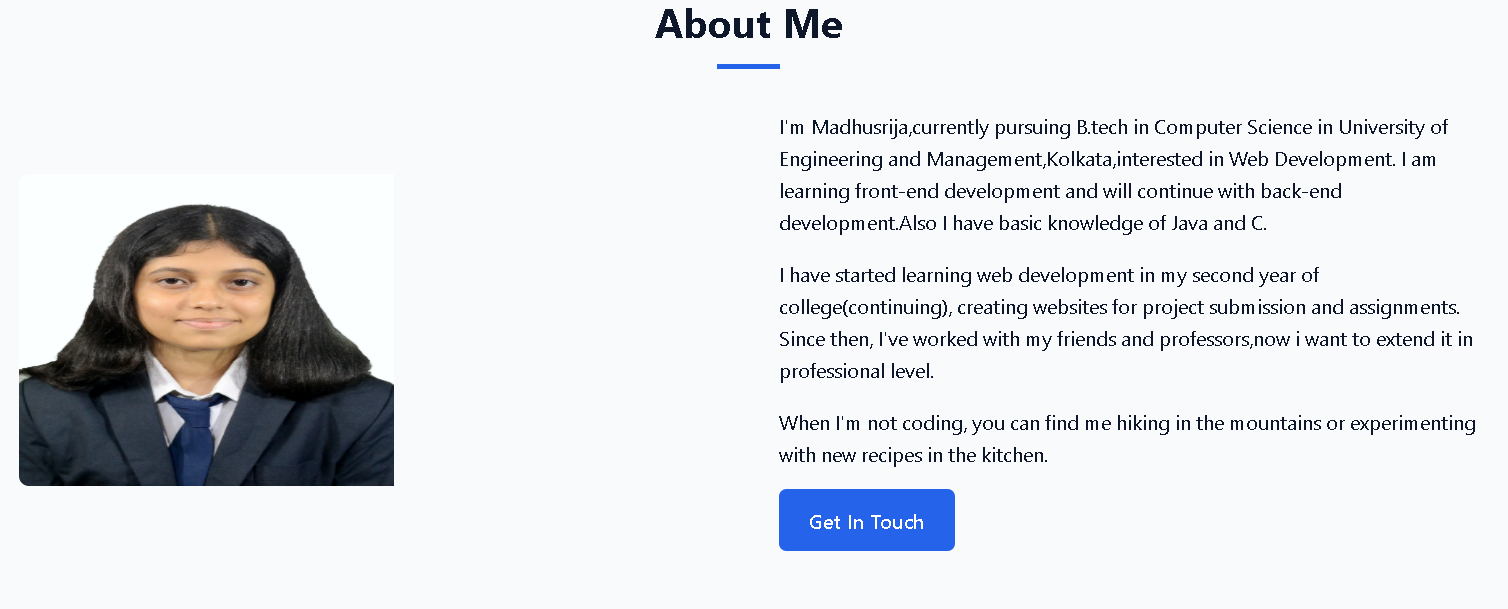 About Me
I'm Madhusrija,currently pursuing B.tech in Computer Science in University of
Engineering and Management,Kolkata,interested in Web Development. I am
learning front-end development and will continue with back-end
development.Also I have basic knowledge of Java and C.
I have started learning web development in my second year of
college(continuing), creating websites for project submission and assignments.
Since then, I've worked with my friends and professors,now i want to extend it in
professional level.
When I'm not coding, you can find me hiking in the mountains or experimenting
with new recipes in the kitchen.
Get In Touch